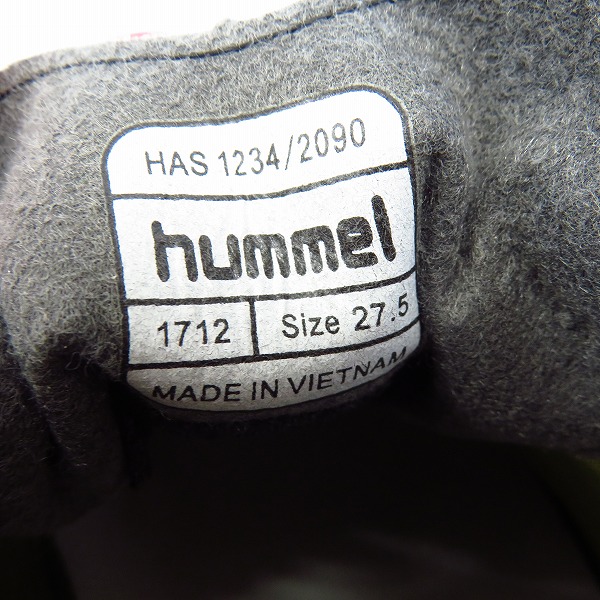 HAS 1234/2090
hummel
1712 Size 27.5
MADE IN VIETNAM